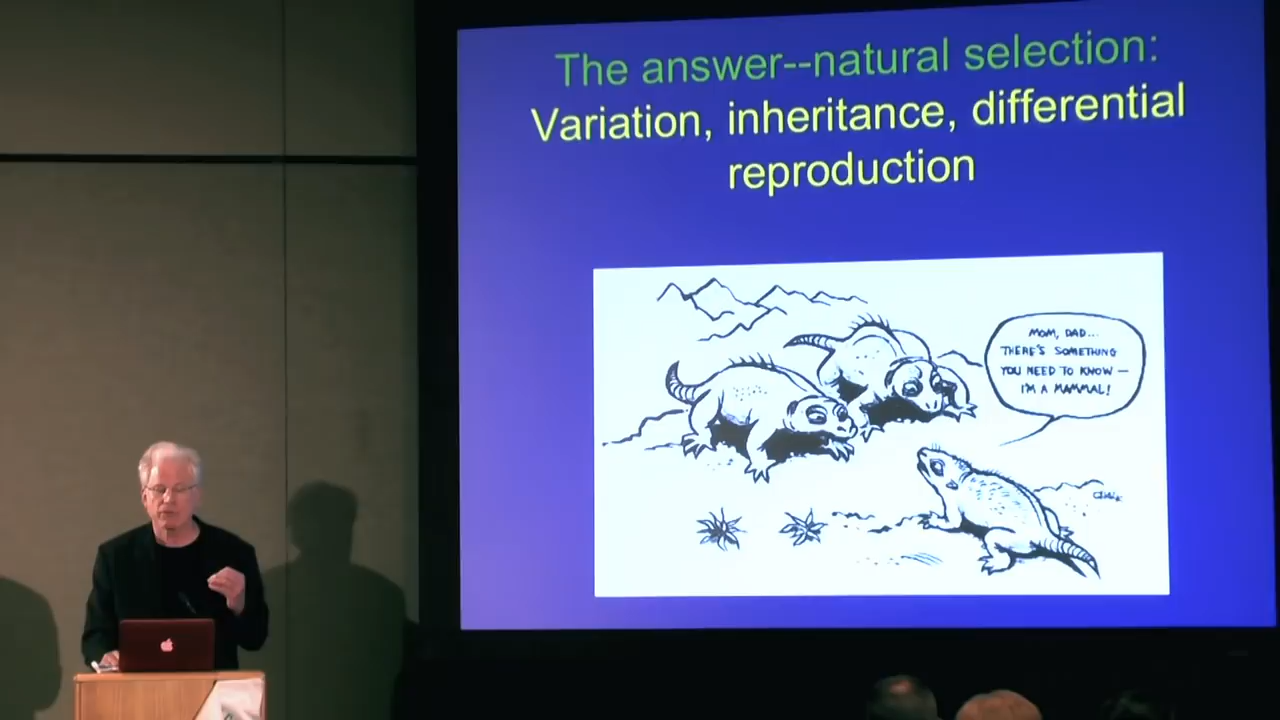 The answer--natural selection:
Variation, inheritance, differential
reproduction
MOM, DAD...
THERE'S SOMETHING
YOU NEED TO KNOW —
I'M A MAMMAL!